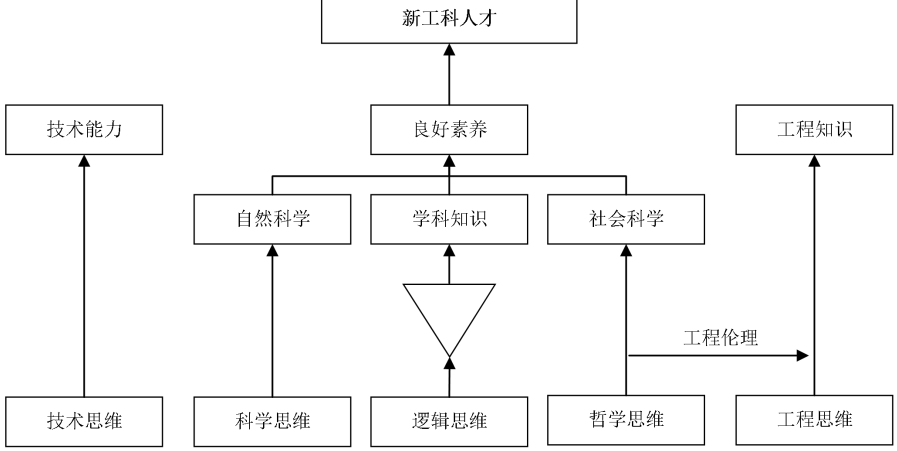 新工科人才
技术能力
良好素养
工程知识
自然科学
学科知识
社会科学
工程伦理
技术思维
科学思维
逻辑思维
哲学思维
工程思维